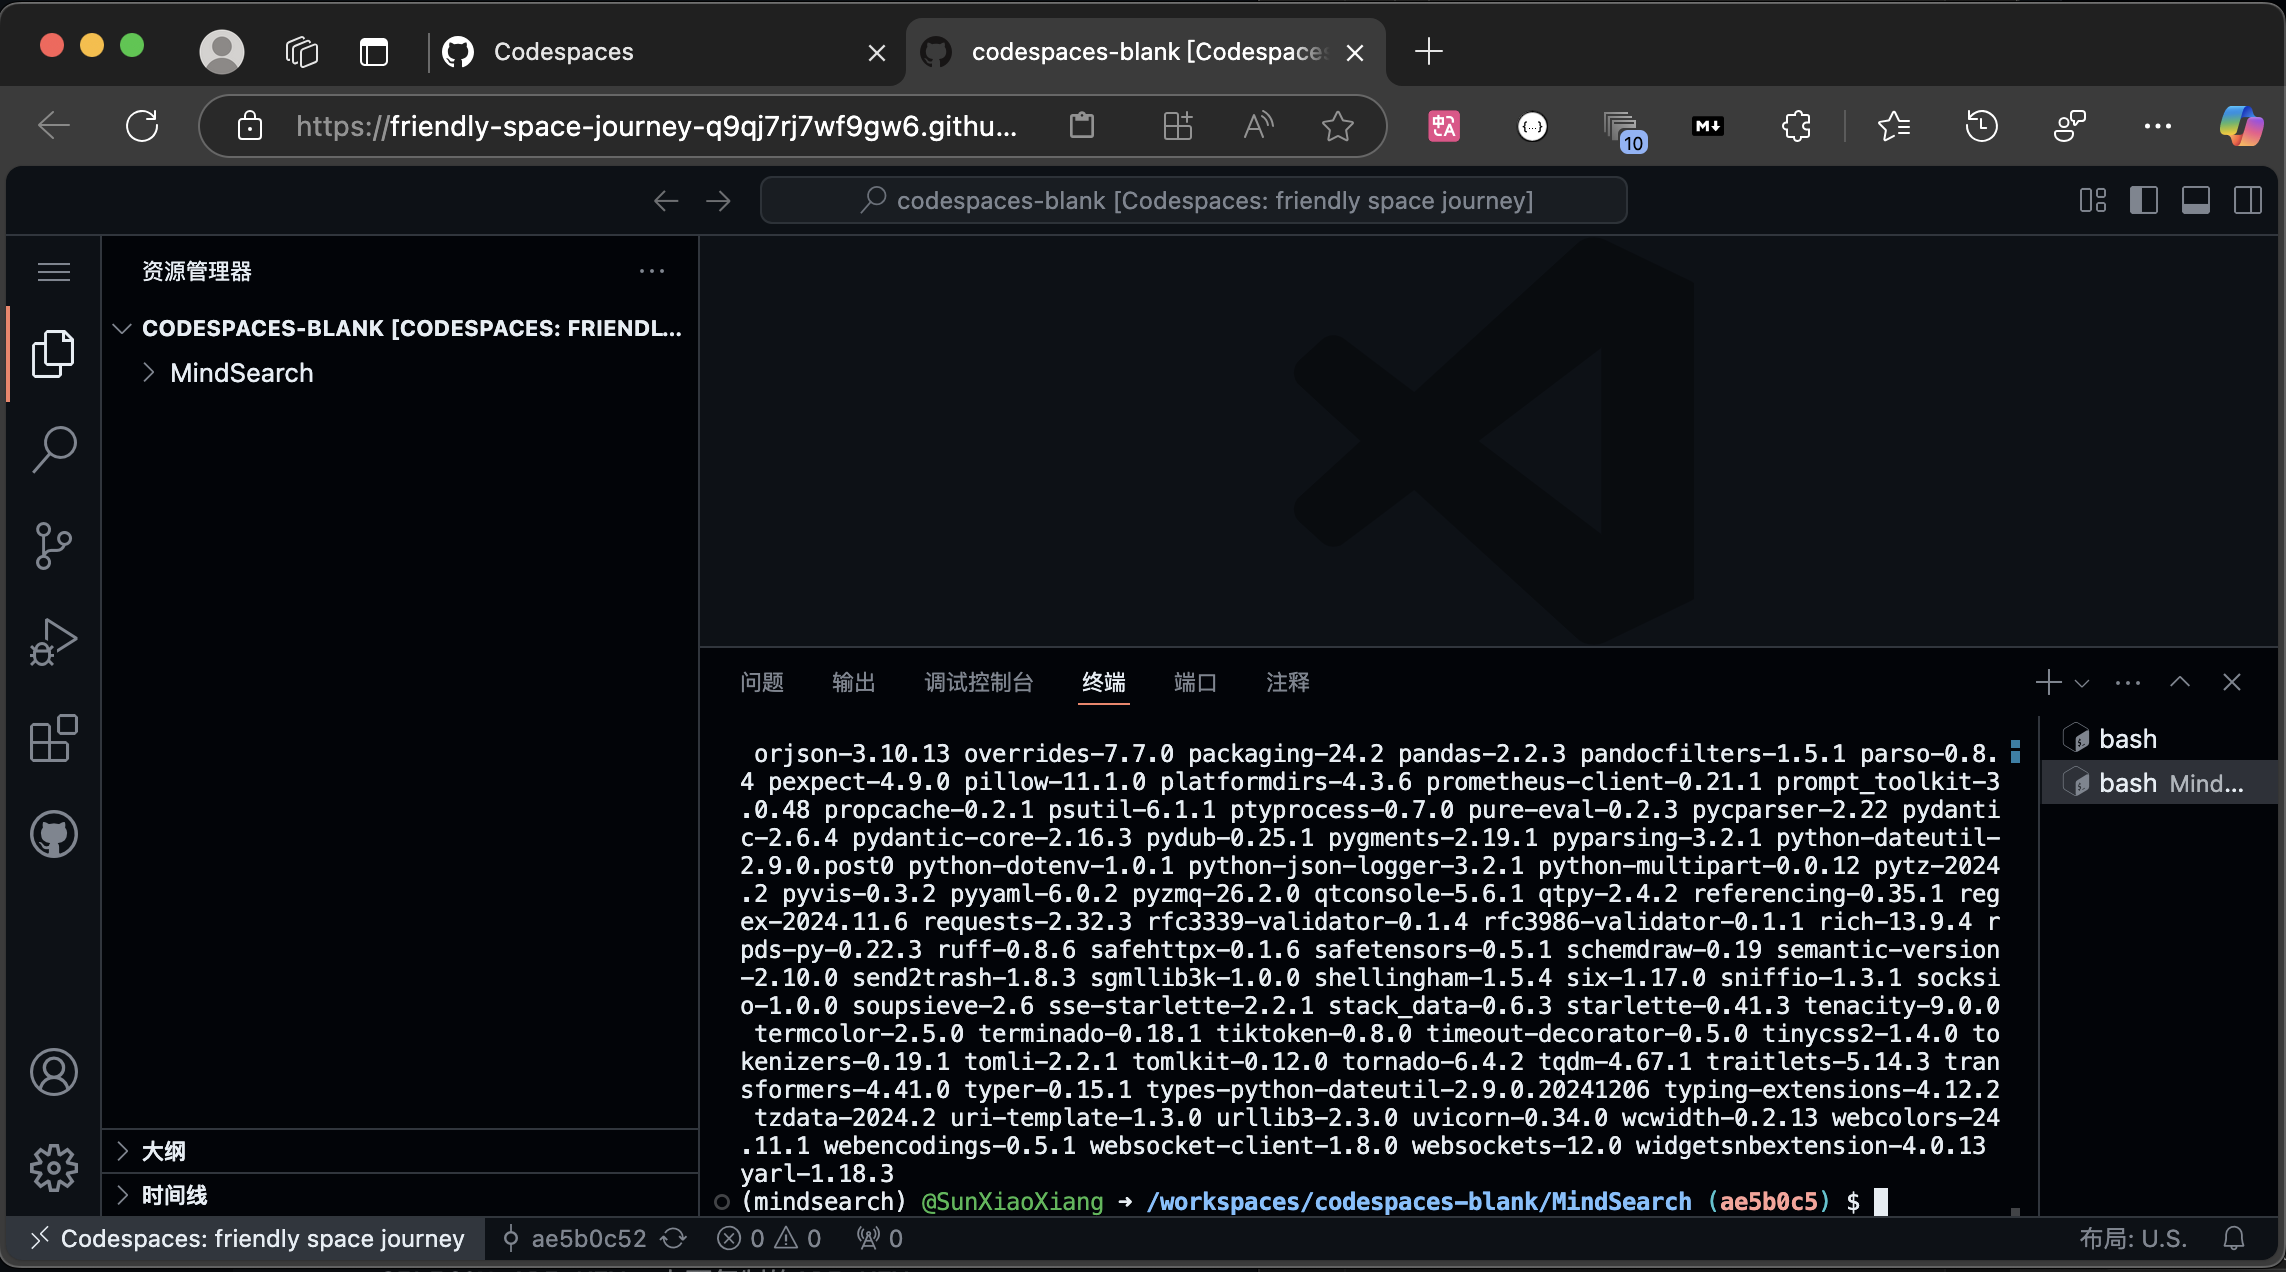 Codespaces
codespaces-blank [Codespaces
https://friendly-space-journey-q9qj7rj7wf9gw6.githu...
10
codespaces-blank [Codespaces: friendly space journey]
资源管理器
CODESPACES-BLANK [CODESPACES: FRIENDL...
MindSearch
问题 输出 调试控制台 终端 端口 注释
bash
bash Mind...
orjson-3.10.13 overrides-7.7.0 packaging-24.2 pandas-2.2.3 pandocfilters-1.5.1 parso-0.8.
4 pexpect-4.9.0 pillow-11.1.0 platformdirs-4.3.6 prometheus-client-0.21.1 prompt_toolkit-3
.0.48 propcache-0.2.1 psutil-6.1.1 ptyprocess-0.7.0 pure-eval-0.2.3 pycparser-2.22 pydanti
c-2.6.4 pydantic-core-2.16.3 pydub-0.25.1 pygments-2.19.1 pyparsing-3.2.1 python-dateutil-
2.9.0.post0 python-dotenv-1.0.1 python-json-logger-3.2.1 python-multipart-0.0.12 pytz-2024
.2 pyvis-0.3.2 pyyaml-6.0.2 pyzmq-26.2.0 qtconsole-5.6.1 qtpy-2.4.2 referencing-0.35.1 reg
ex-2024.11.6 requests-2.32.3 rfc3339-validator-0.1.4 rfc3986-validator-0.1.1 rich-13.9.4 r
pds-py-0.22.3 ruff-0.8.6 safehttpx-0.1.6 safetensors-0.5.1 schemdraw-0.19 semantic-version
-2.10.0 send2trash-1.8.3 sgmllib3k-1.0.0 shellingham-1.5.4 six-1.17.0 sniffio-1.3.1 socksi
o-1.0.0 soupsieve-2.6 sse-starlette-2.2.1 stack_data-0.6.3 starlette-0.41.3 tenacity-9.0.0
termcolor-2.5.0 terminado-0.18.1 tiktoken-0.8.0 timeout-decorator-0.5.0 tinycss2-1.4.0 to
kenizers-0.19.1 tomli-2.2.1 tomlkit-0.12.0 tornado-6.4.2 tqdm-4.67.1 traitlets-5.14.3 tran
sformers-4.41.0 typer-0.15.1 types-python-dateutil-2.9.0.20241206 typing-extensions-4.12.2
tzdata-2024.2 uri-template-1.3.0 urllib3-2.3.0 uvicorn-0.34.0 wcwidth-0.2.13 webcolors-24
.11.1 webencodings-0.5.1 websocket-client-1.8.0 websockets-12.0 widgetsnbextension-4.0.13
yarl-1.18.3
(mindsearch) @SunXiaoXiang ➜ /workspaces/codespaces-blank/MindSearch (ae5b0c5) $
大纲
时间线
Codespaces: friendly space journey ae5b0c52 0 0 0 布局: U.S.